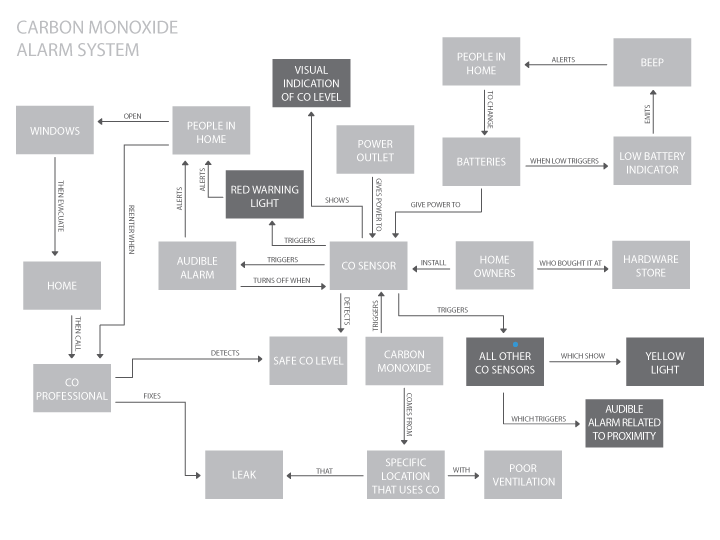 CARBON MONOXIDE
ALARM SYSTEM
VISUAL
INDICATION
OF CO LEVEL
PEOPLE IN
HOME
ALERTS
BEEP
OPEN
WINDOWS
PEOPLE IN
HOME
POWER
OUTLET
TO CHANGE
EMITS
BATTERIES
WHEN LOW TRIGGERS
LOW BATTERY
INDICATOR
THEN EVACUATE
REENTER WHEN
ALERTS
ALERTS
RED WARNING
LIGHT
SHOWS
GIVES POWER TO
GIVE POWER TO
TRIGGERS
AUDIBLE
ALARM
TRIGGERS
TURNS OFF WHEN
CO SENSOR
INSTALL
HOME
OWNERS
WHO BOUGHT IT AT
HARDWARE
STORE
HOME
THEN CALL
DETECTS
TRIGGERS
TRIGGERS
CO
PROFESSIONAL
DETECTS
SAFE CO LEVEL
CARBON
MONOXIDE
ALL OTHER
CO SENSORS
WHICH SHOW
YELLOW
LIGHT
FIXES
COMES FROM
WHICH TRIGGERS
AUDIBLE
ALARM RELATED
TO PROXIMITY
LEAK
THAT
SPECIFIC
LOCATION
THAT USES CO
WITH
POOR
VENTILATION